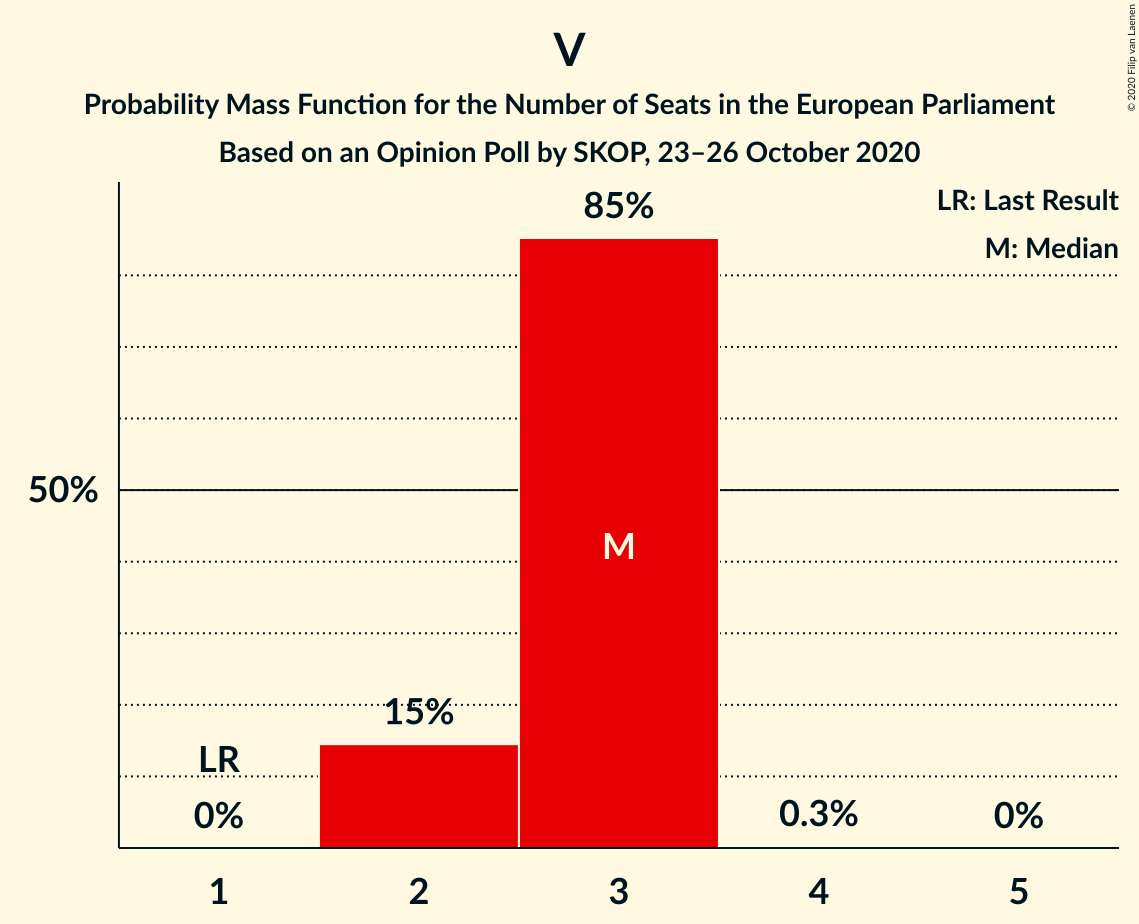 V
Probability Mass Function for the Number of Seats in the European Parliament
Based on an Opinion Poll by SKOP, 23–26 October 2020
© 2020 Filip van Laenen
LR: Last Result
M: Median
85%
50%
M
15%
LR
0%
0.3%
0%
1 2 3 4 5